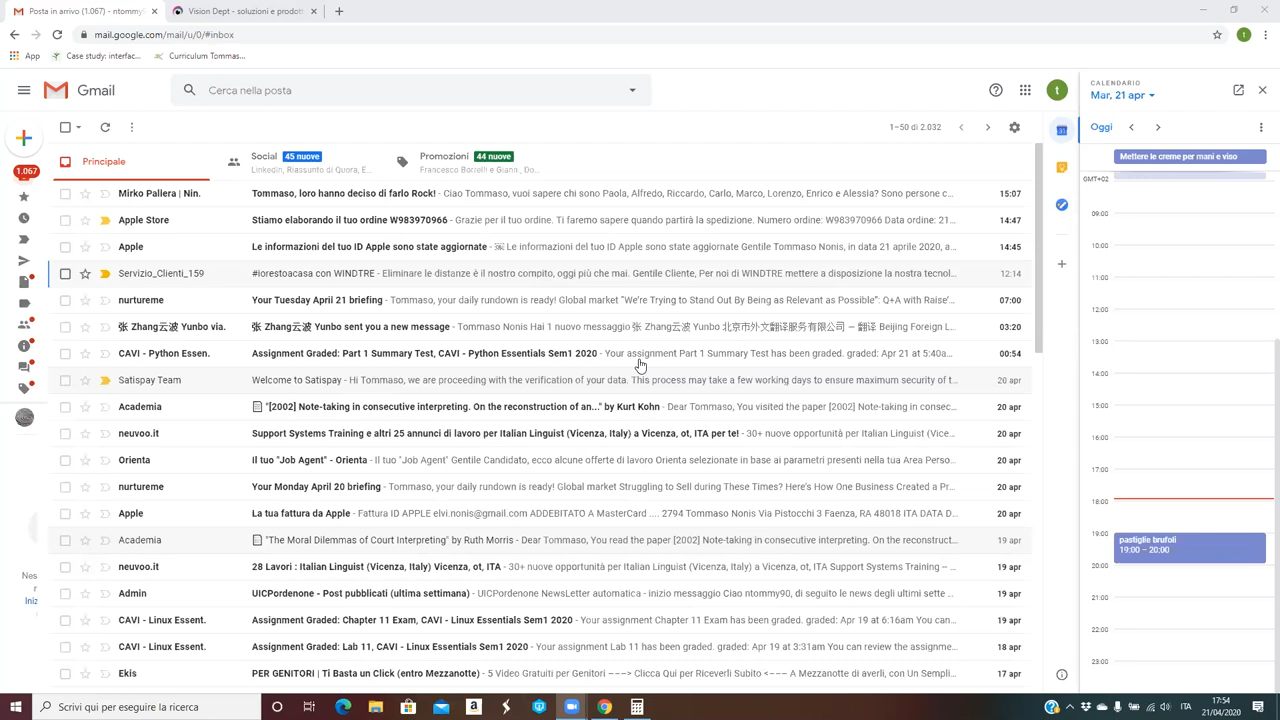 Posta in arrivo (1.067) - ntommy
Vision Dept - soluzioni e prodott
mail.google.com/mail/u/0/#inbox
App
Case study: interfac...
Curriculum Tommas...
Gmail
Cerca nella posta
CALENDARIO
Mar, 21 apr
1–50 di 2.032
Oggi
Principale
Social 45 nuove
LinkedIn, Riassunto di Quora, E...
Promozioni 44 nuove
Francesco Borrelli e Gianni, Do...
Mettere le creme per mani e viso
GMT+02
1.067
Mirko Pallera | Nin. Tommaso, loro hanno deciso di farlo Rock! - Ciao Tommaso, vuoi sapere chi sono Paola, Alfredo, Riccardo, Carlo, Marco, Lorenzo, Enrico e Alessia? Sono persone c... 15:07
Apple Store Stiamo elaborando il tuo ordine W983970966 - Grazie per il tuo ordine. Ti faremo sapere quando partirà la spedizione. Numero ordine: W983970966 Data ordine: 21... 14:47
Apple Le informazioni del tuo ID Apple sono state aggiornate - Le informazioni del tuo ID Apple sono state aggiornate Gentile Tommaso Nonis, in data 21 aprile 2020, a... 14:45
Servizio_Clienti_159 #iorestoacasa con WINDTRE - Eliminare le distanze è il nostro compito, oggi più che mai. Gentile Cliente, Per noi di WINDTRE mettere a disposizione la nostra tecnol... 12:14
nurtureme Your Tuesday April 21 briefing - Tommaso, your daily rundown is ready! Global market “We're Trying to Stand Out By Being as Relevant as Possible”: Q+A with Raise'... 07:00
张 Zhang云波 Yunbo via. 张 Zhang云波 Yunbo sent you a new message - Tommaso Nonis Hai 1 nuovo messaggio 张 Zhang云波 Yunbo 北京市外文翻译服务有限公司 — 翻译 Beijing Foreign L... 03:20
CAVI - Python Essen. Assignment Graded: Part 1 Summary Test, CAVI - Python Essentials Sem1 2020 - Your assignment Part 1 Summary Test has been graded. graded: Apr 21 at 5:40a... 00:54
Satispay Team Welcome to Satispay - Hi Tommaso, we are proceeding with the verification of your data. This process may take a few working days to ensure maximum security of t... 20 apr
Academia "[2002] Note-taking in consecutive interpreting. On the reconstruction of an..." by Kurt Kohn - Dear Tommaso, You visited the paper [2002] Note-taking in consec... 20 apr
neuvoo.it Support Systems Training e altri 25 annunci di lavoro per Italian Linguist (Vicenza, Italy) a Vicenza, ot, ITA per te! - 30+ nuove opportunità per Italian Linguist (Vice... 20 apr
Orienta Il tuo "Job Agent" - Orienta - Il tuo "Job Agent" Gentile Candidato, ecco alcune offerte di lavoro Orienta selezionate in base ai parametri presenti nella tua Area Perso... 20 apr
nurtureme Your Monday April 20 briefing - Tommaso, your daily rundown is ready! Global market Struggling to Sell during These Times? Here's How One Business Created a Pr... 20 apr
Apple La tua fattura da Apple - Fattura ID APPLE elvi.nonis@gmail.com ADDEBITATO A MasterCard .... 2794 Tommaso Nonis Via Pistocchi 3 Faenza, RA 48018 ITA DATA D... 20 apr
Academia "The Moral Dilemmas of Court Interpreting" by Ruth Morris - Dear Tommaso, You read the paper [2002] Note-taking in consecutive interpreting. On the reconstruct... 19 apr
neuvoo.it 28 Lavori : Italian Linguist (Vicenza, Italy) Vicenza, ot, ITA - 30+ nuove opportunità per Italian Linguist (Vicenza, Italy) a Vicenza, ot, ITA Support Systems Training -- ... 19 apr
Admin UICPordenone - Post pubblicati (ultima settimana) - UICPordenone NewsLetter automatica - inizio messaggio Ciao ntommy90, di seguito le news degli ultimi sette ... 19 apr
CAVI - Linux Essent. Assignment Graded: Chapter 11 Exam, CAVI - Linux Essentials Sem1 2020 - Your assignment Chapter 11 Exam has been graded. graded: Apr 19 at 6:16am You can... 19 apr
CAVI - Linux Essent. Assignment Graded: Lab 11, CAVI - Linux Essentials Sem1 2020 - Your assignment Lab 11 has been graded. graded: Apr 19 at 3:31am You can review the assignme... 18 apr
Ekis PER GENITORI | Ti Basta un Click (entro Mezzanotte) - 5 Video Gratuiti per Genitori ---–> Clicca Qui per Riceverli Subito <--- A Mezzanotte di averli, con un Sempli... 17 apr
Nes
r
Iniz
09:00
10:00
11:00
12:00
13:00
14:00
15:00
16:00
17:00
18:00
19:00
pastiglie brufoli
19:00 – 20:00
20:00
21:00
22:00
23:00
Scrivi qui per eseguire la ricerca
ITA
17:54
21/04/2020